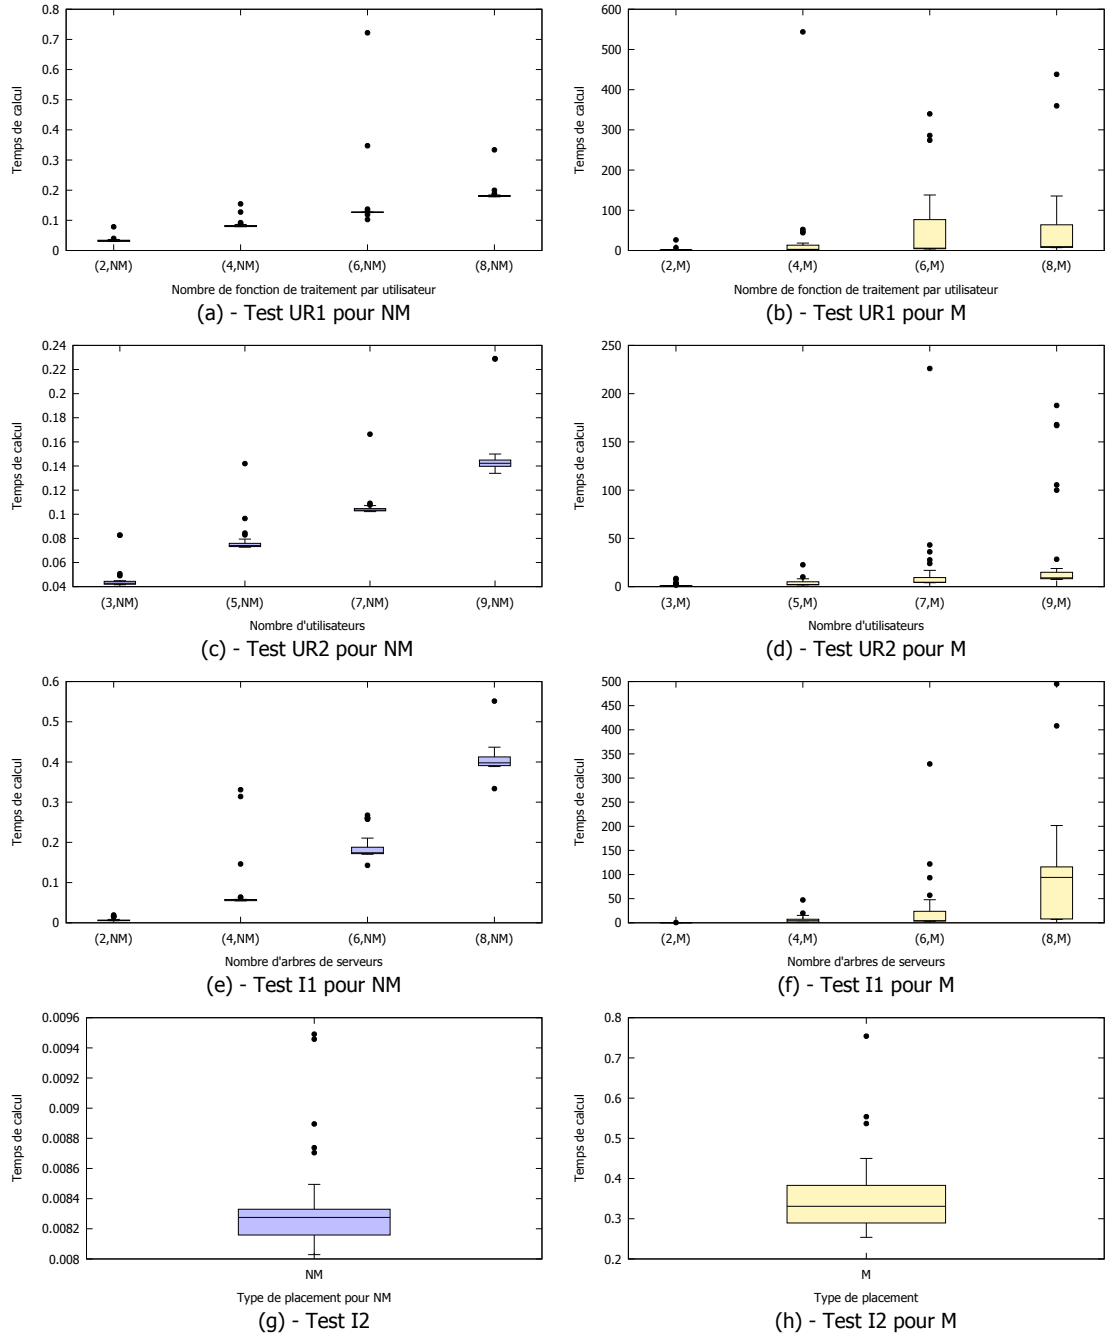 0.8
0.7
0.6
0.5
0.4
0.3
0.2
0.1
0
Temps de calcul
(2,NM) (4,NM) (6,NM) (8,NM)
Nombre de fonction de traitement par utilisateur
(a) - Test UR1 pour NM
600
500
400
300
200
100
0
Temps de calcul
(2,M) (4,M) (6,M) (8,M)
Nombre de fonction de traitement par utilisateur
(b) - Test UR1 pour M
0.24
0.22
0.2
0.18
0.16
0.14
0.12
0.1
0.08
0.06
0.04
Temps de calcul
(3,NM) (5,NM) (7,NM) (9,NM)
Nombre d'utilisateurs
(c) - Test UR2 pour NM
250
200
150
100
50
0
Temps de calcul
(3,M) (5,M) (7,M) (9,M)
Nombre d'utilisateurs
(d) - Test UR2 pour M
0.6
0.5
0.4
0.3
0.2
0.1
0
Temps de calcul
(2,NM) (4,NM) (6,NM) (8,NM)
Nombre d'arbres de serveurs
(e) - Test I1 pour NM
500
450
400
350
300
250
200
150
100
50
0
Temps de calcul
(2,M) (4,M) (6,M) (8,M)
Nombre d'arbres de serveurs
(f) - Test I1 pour M
0.0096
0.0094
0.0092
0.009
0.0088
0.0086
0.0084
0.0082
0.008
Temps de calcul
NM
Type de placement pour NM
(g) - Test I2
0.8
0.7
0.6
0.5
0.4
0.3
0.2
Temps de calcul
M
Type de placement
(h) - Test I2 pour M